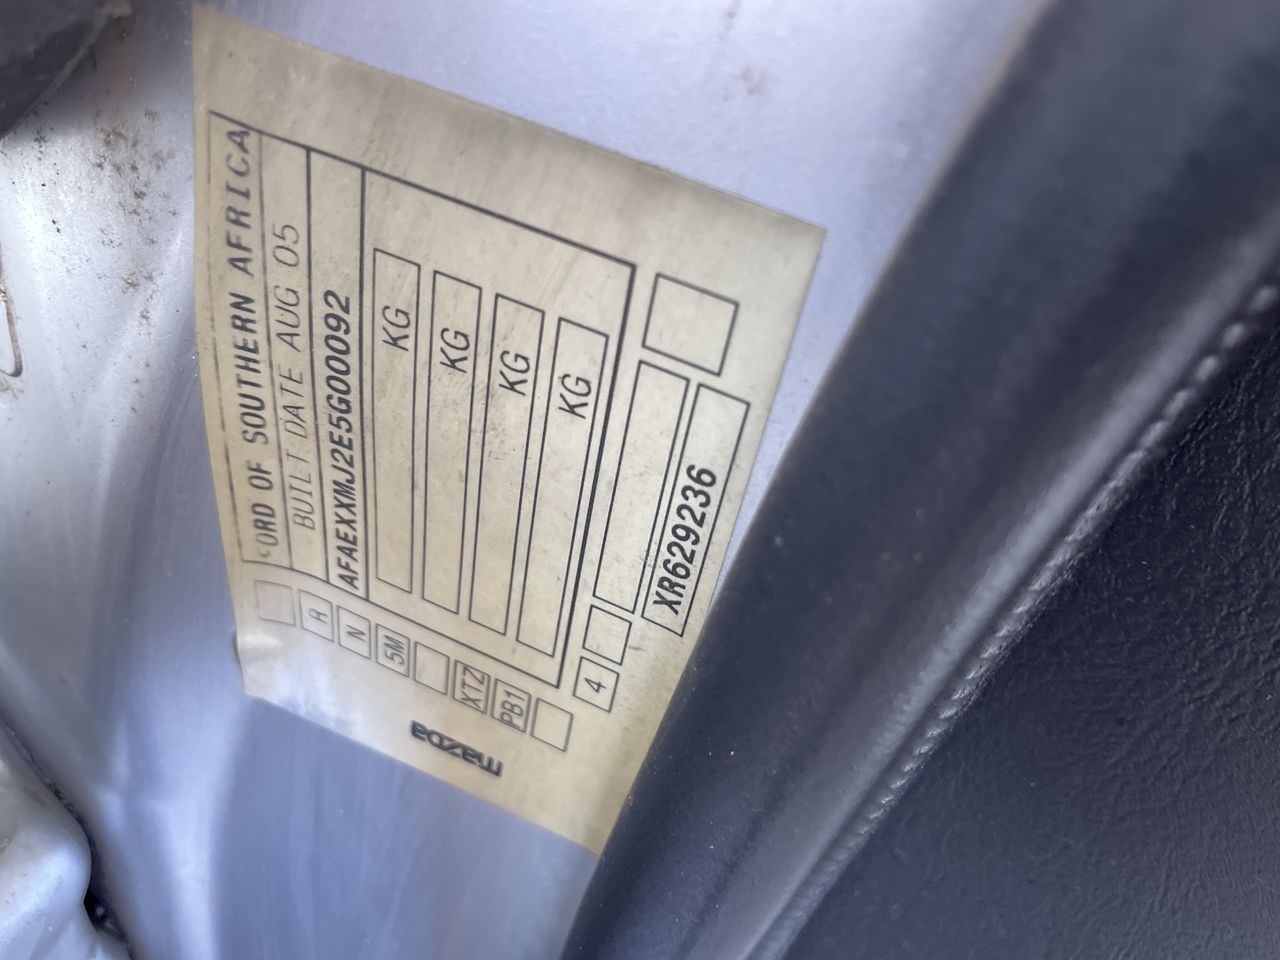 FORD OF SOUTHERN AFRICA
BUILT DATE AUG 05
AFAEXXMJ2E5G00092
KG
KG
KG
KG
XR629236
R
N
5M
XTZ
PB1
4
mazda